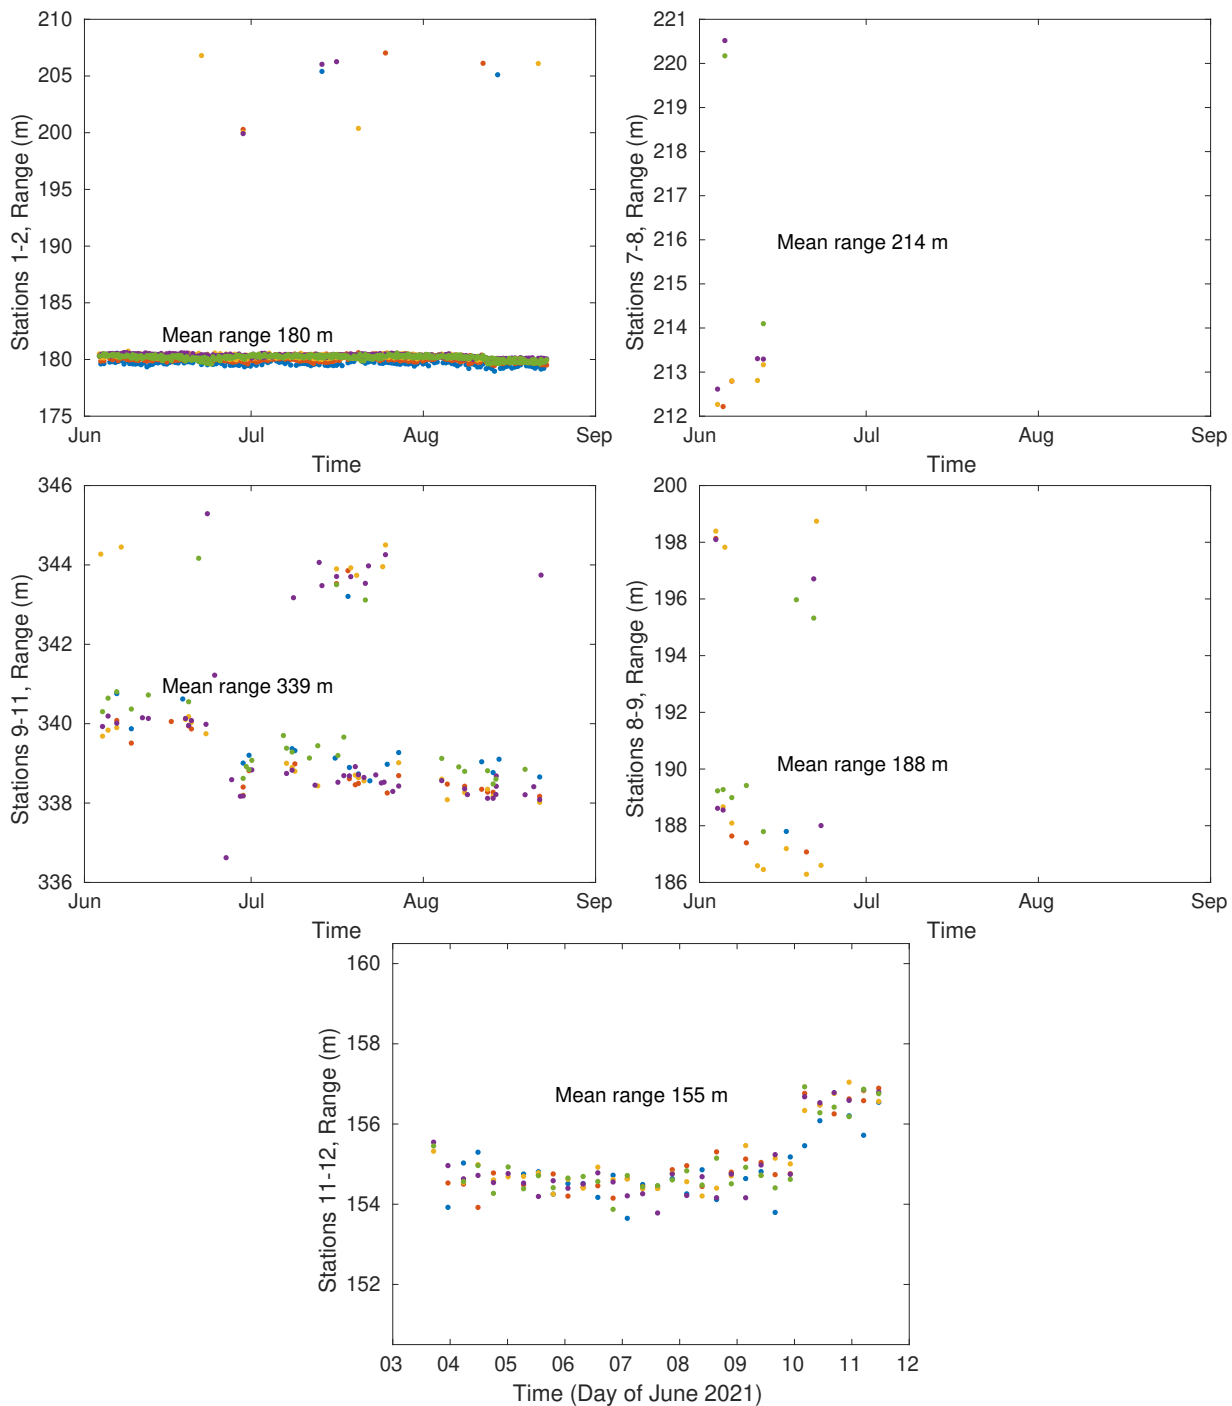 210
205
200
195
190
185
180
175
Stations 1-2, Range (m)
Mean range 180 m
Jun
Jul
Aug
Sep
Time
221
220
219
218
217
216
215
214
213
212
Stations 7-8, Range (m)
Mean range 214 m
Jun
Jul
Aug
Sep
Time
346
344
342
340
338
336
Stations 9-11, Range (m)
Mean range 339 m
Jun
Jul
Aug
Sep
Time
200
198
196
194
192
190
188
186
Stations 8-9, Range (m)
Mean range 188 m
Jun
Jul
Aug
Sep
Time
160
158
156
154
152
Stations 11-12, Range (m)
Mean range 155 m
03
04
05
06
07
08
09
10
11
12
Time (Day of June 2021)